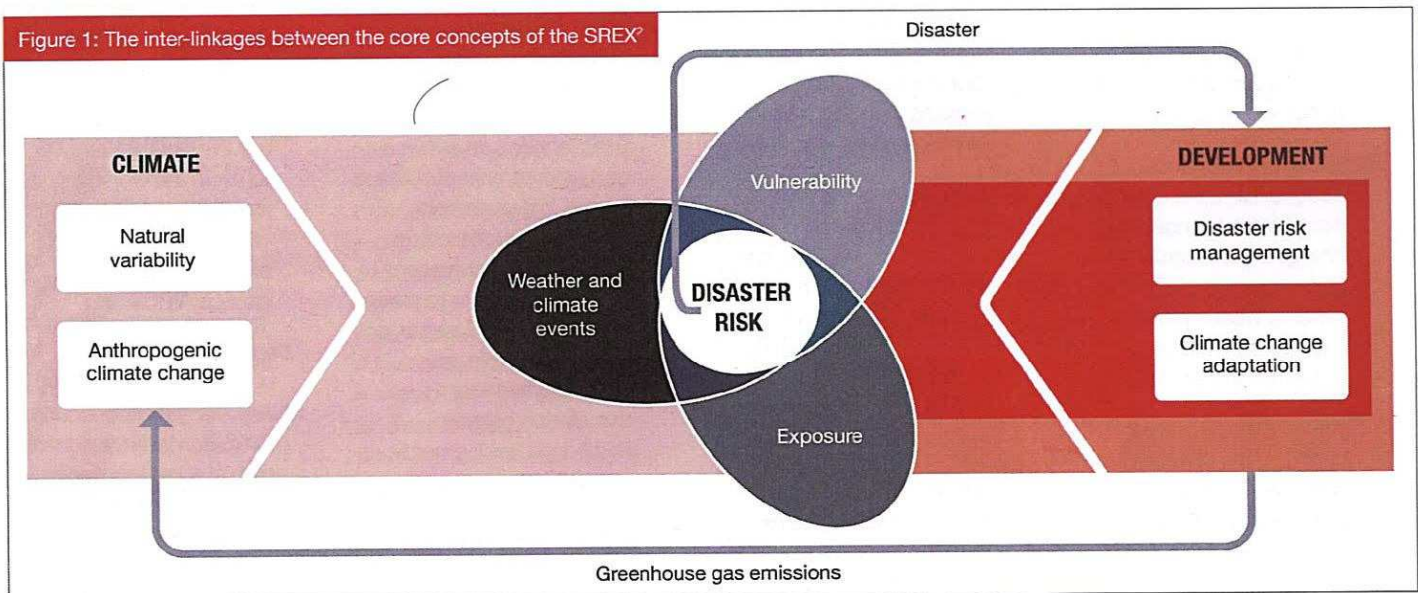 Figure 1: The inter-linkages between the core concepts of the SREX²
Disaster
CLIMATE
Natural
variability
Anthropogenic
climate change
Weather and
climate
events
Vulnerability
DISASTER
RISK
Exposure
DEVELOPMENT
Disaster risk
management
Climate change
adaptation
Greenhouse gas emissions